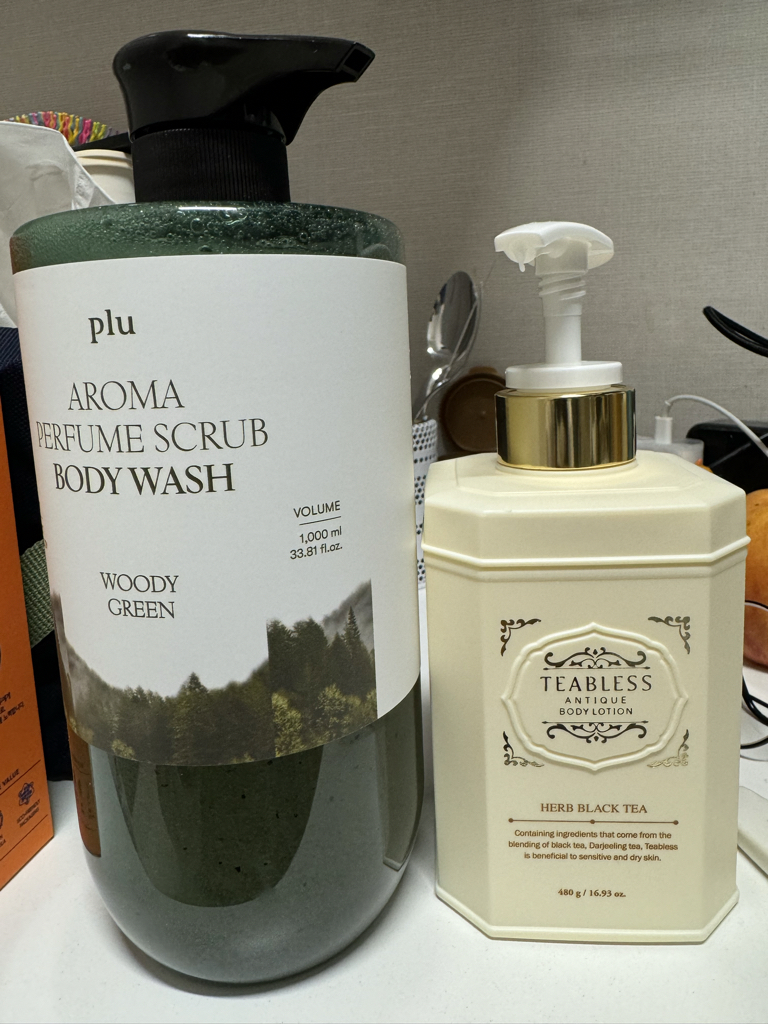 plu
AROMA
PERFUME SCRUB
BODY WASH
VOLUME
1,000 ml
33.81 fl.oz.
WOODY
GREEN
TEABLESS
ANTIQUE
BODY LOTION
HERB BLACK TEA
Containing ingredients that come from the
blending of black tea, Darjeeling tea, Teabless
is beneficial to sensitive and dry skin.
480 g / 16.93 oz.
VALUE